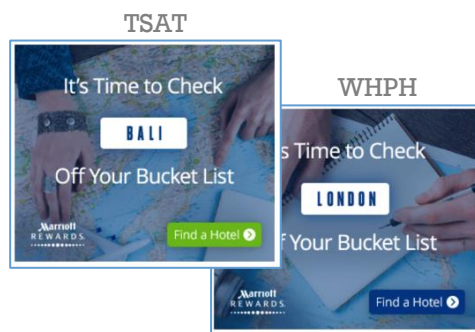 TSAT
It's Time to Check
BALI
Off Your Bucket List
Marriott
REWARDS.
Find a Hotel
WHPH
s Time to Check
LONDON
f Your Bucket List
Marriott
REWARDS.
Find a Hotel